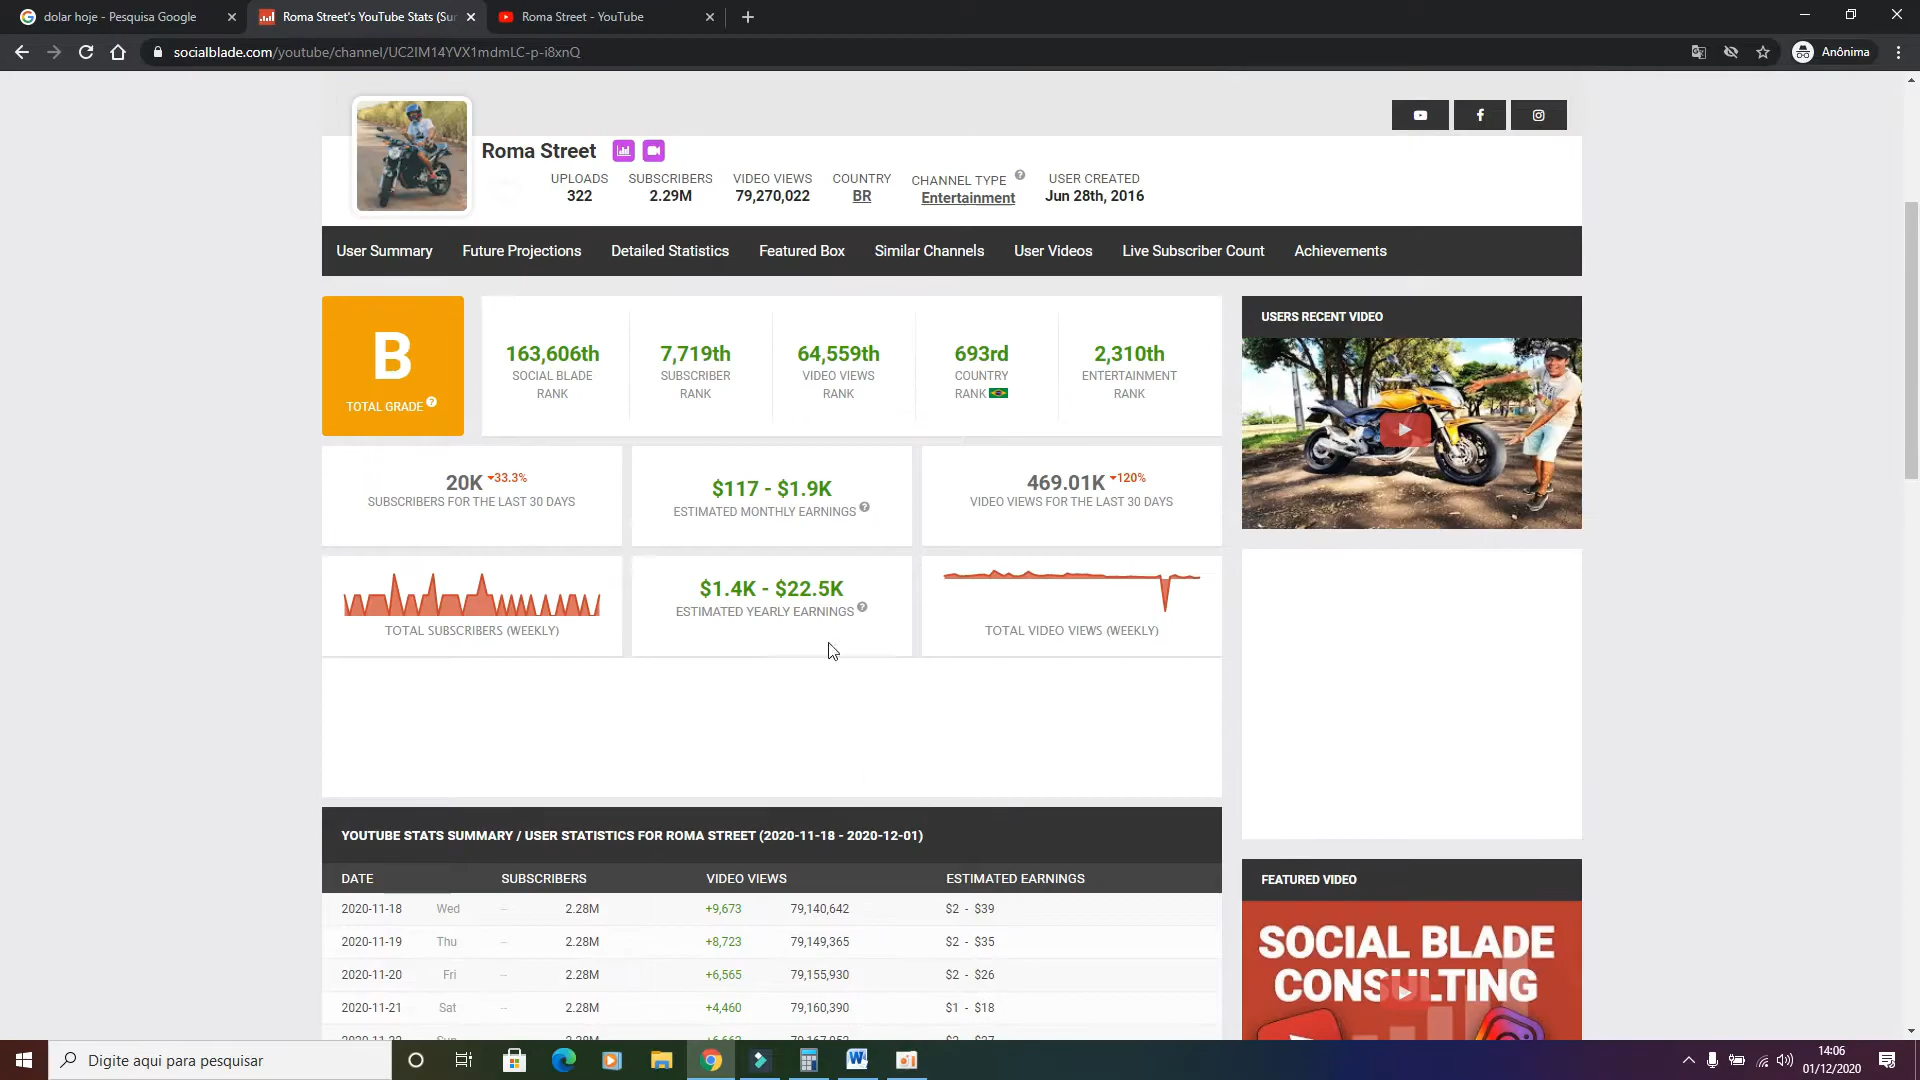 dolar hoje - Pesquisa Google
Roma Street's YouTube Stats (Sum
Roma Street - YouTube
socialblade.com/youtube/channel/UC2IM14YVX1mdmLC-p-i8xnQ
Anônima
Roma Street
UPLOADS SUBSCRIBERS VIDEO VIEWS COUNTRY CHANNEL TYPE USER CREATED
322 2.29M 79,270,022 BR Entertainment Jun 28th, 2016
User Summary Future Projections Detailed Statistics Featured Box Similar Channels User Videos Live Subscriber Count Achievements
B
TOTAL GRADE
163,606th
SOCIAL BLADE
RANK
7,719th
SUBSCRIBER
RANK
64,559th
VIDEO VIEWS
RANK
693rd
COUNTRY
RANK
2,310th
ENTERTAINMENT
RANK
USERS RECENT VIDEO
20K 33.3%
SUBSCRIBERS FOR THE LAST 30 DAYS
$117 - $1.9K
ESTIMATED MONTHLY EARNINGS
469.01K 120%
VIDEO VIEWS FOR THE LAST 30 DAYS
TOTAL SUBSCRIBERS (WEEKLY)
$1.4K - $22.5K
ESTIMATED YEARLY EARNINGS
TOTAL VIDEO VIEWS (WEEKLY)
YOUTUBE STATS SUMMARY / USER STATISTICS FOR ROMA STREET (2020-11-18 - 2020-12-01)
DATE SUBSCRIBERS VIDEO VIEWS ESTIMATED EARNINGS
2020-11-18 Wed -- 2.28M +9,673 79,140,642 $2 - $39
2020-11-19 Thu -- 2.28M +8,723 79,149,365 $2 - $35
2020-11-20 Fri -- 2.28M +6,565 79,155,930 $2 - $26
2020-11-21 Sat -- 2.28M +4,460 79,160,390 $1 - $18
FEATURED VIDEO
SOCIAL BLADE
CONSULTING
Digite aqui para pesquisar
14:06
01/12/2020